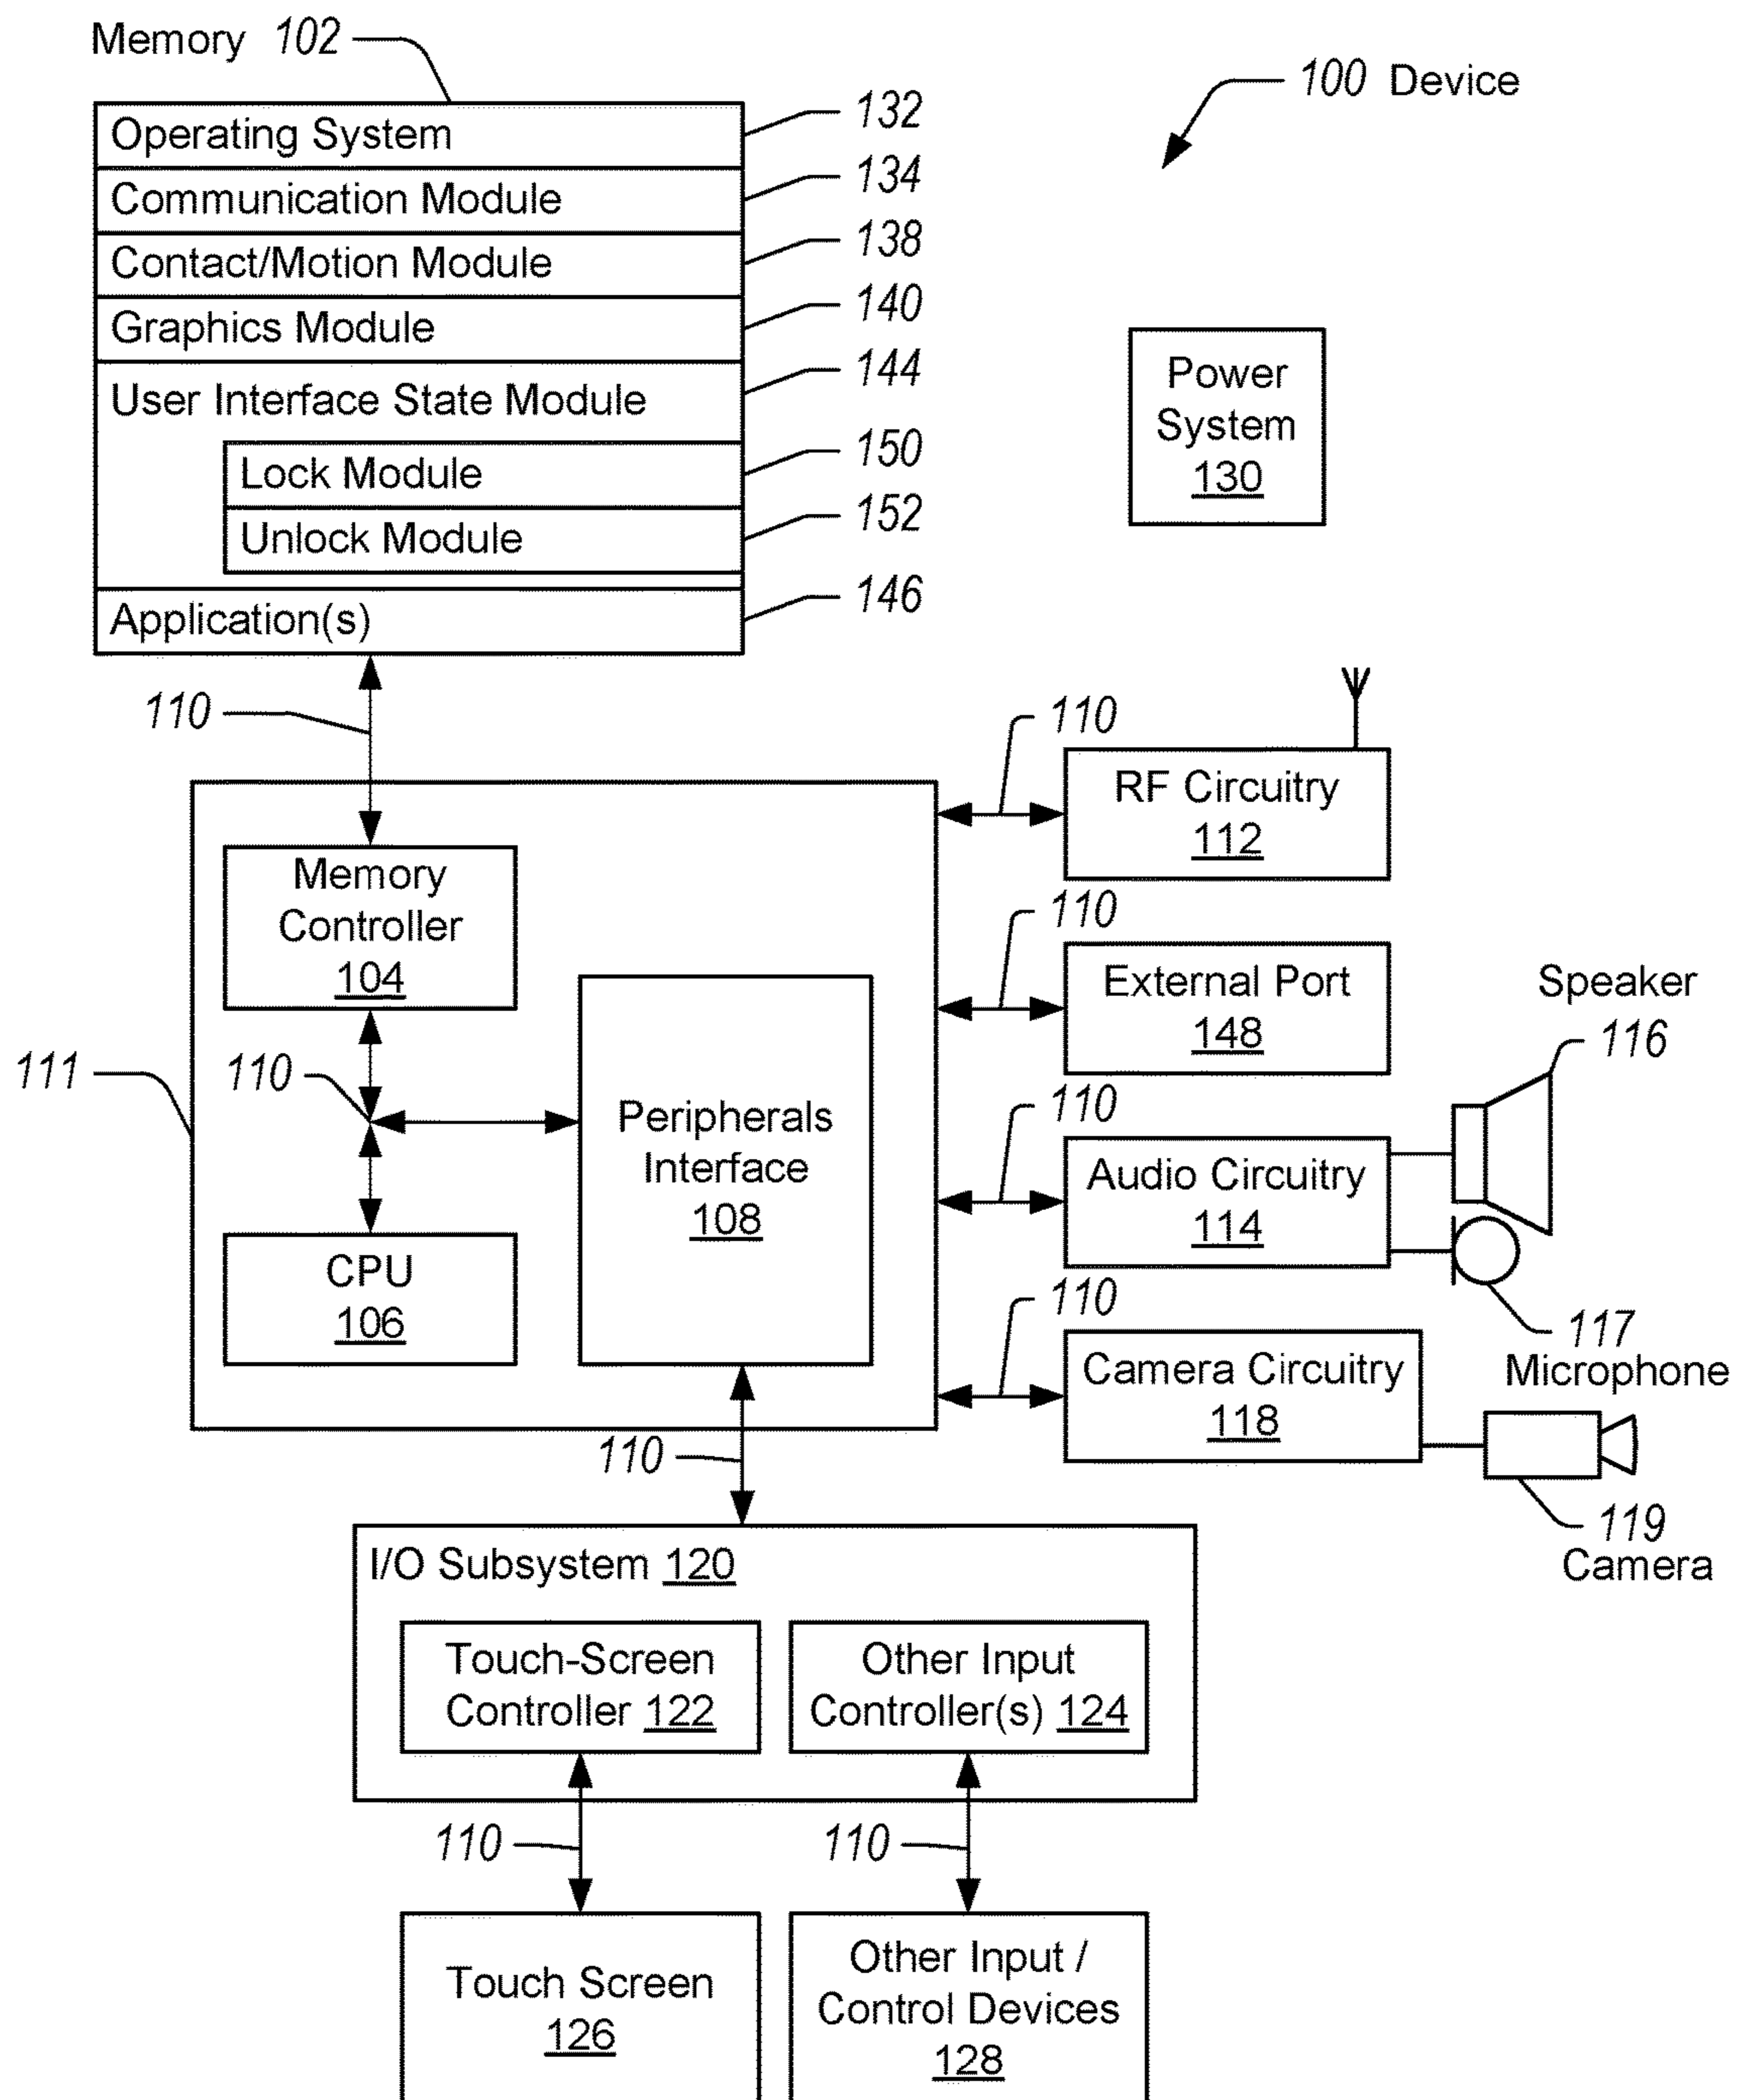 Memory 102
100 Device
Operating System 132
Communication Module 134
Contact/Motion Module 138
Graphics Module 140
User Interface State Module 144
Lock Module 150
Unlock Module 152
Application(s) 146
Power
System
130
110
110
RF Circuitry
112
Memory
Controller
104
110
External Port
148
Speaker
116
111
110
Peripherals
Interface
108
110
Audio Circuitry
114
CPU
106
110
117
Microphone
Camera Circuitry
118
110
119
Camera
I/O Subsystem 120
Touch-Screen
Controller 122
Other Input
Controller(s) 124
110
110
Touch Screen
126
Other Input /
Control Devices
128